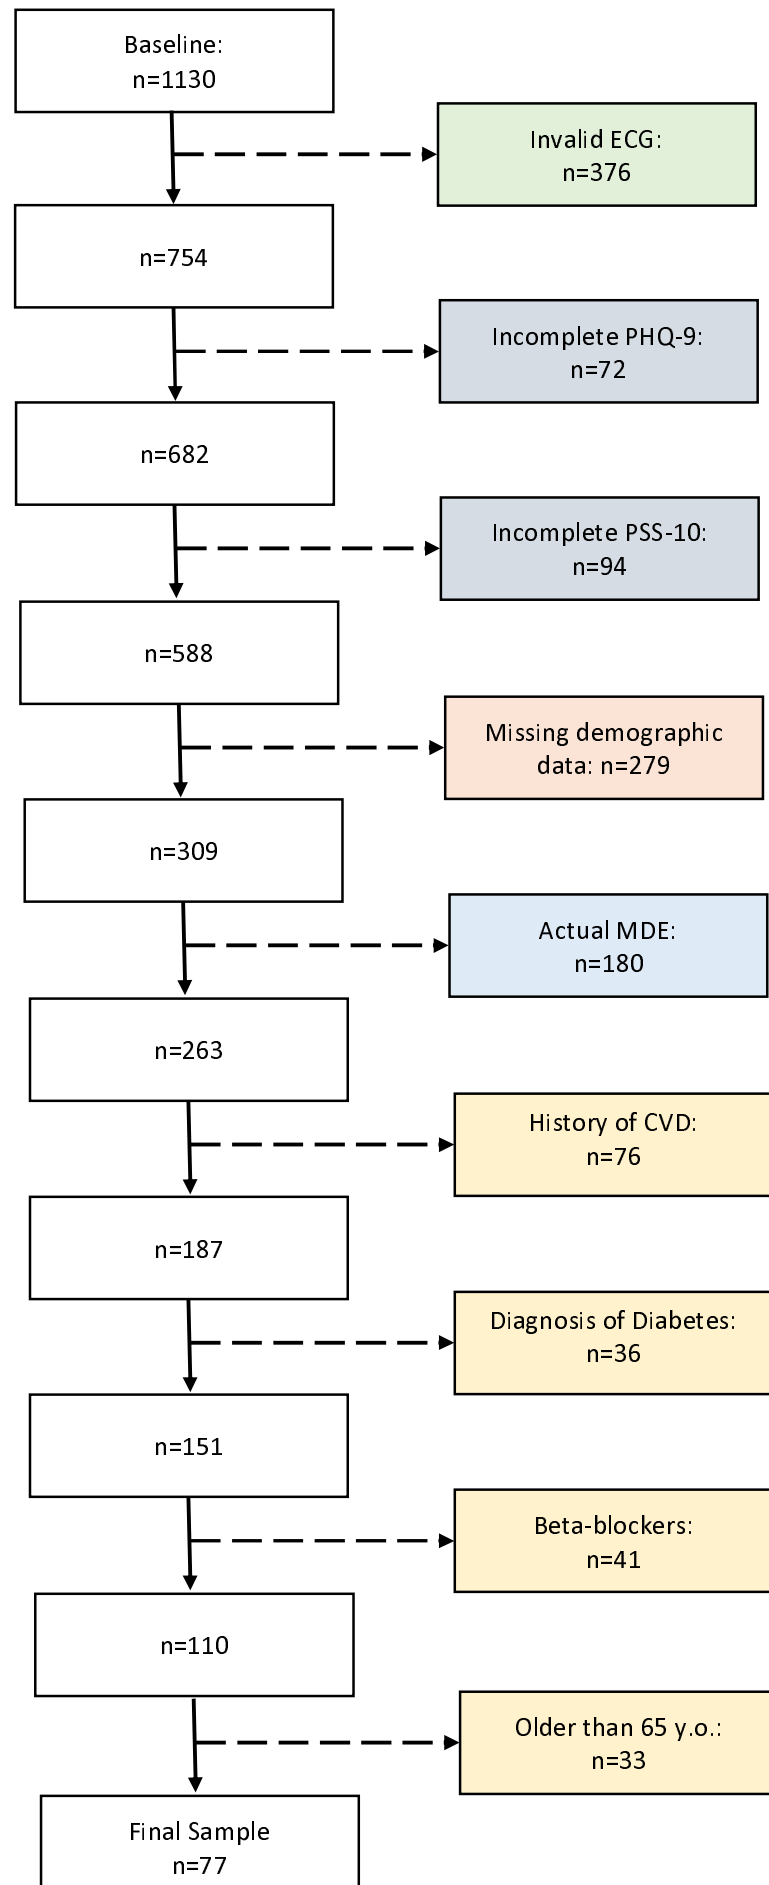 Baseline:
n=1130
Invalid ECG:
n=376
n=754
Incomplete PHQ-9:
n=72
n=682
Incomplete PSS-10:
n=94
n=588
Missing demographic
data: n=279
n=309
Actual MDE:
n=180
n=263
History of CVD:
n=76
n=187
Diagnosis of Diabetes:
n=36
n=151
Beta-blockers:
n=41
n=110
Older than 65 y.o.:
n=33
Final Sample
n=77